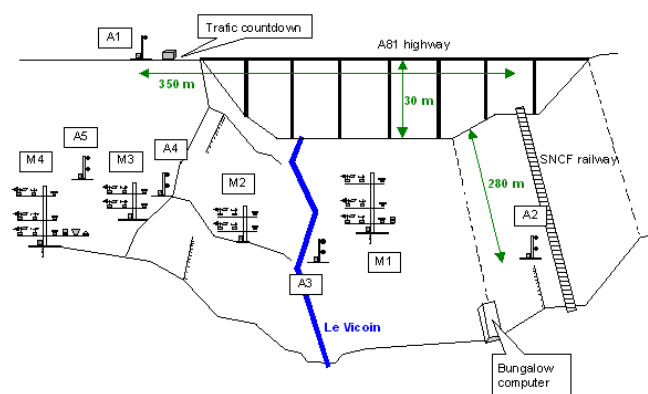 A1
Trafic countdown
A81 highway
350 m
30 m
A5
M4
M3
A4
SNCF railway
M2
280 m
A2
M1
A3
Le Vicoin
Bungalow
computer